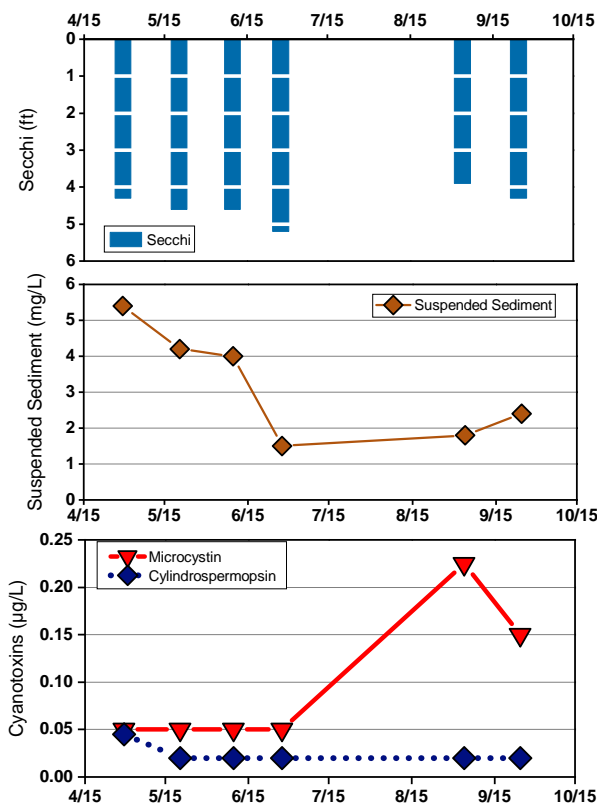 4/15 5/15 6/15 7/15 8/15 9/15 10/15
0
1
2
3
4
5
6
Secchi (ft)
Secchi
6
5
4
3
2
1
0
Suspended Sediment (mg/L)
Suspended Sediment
4/15 5/15 6/15 7/15 8/15 9/15 10/15
0.25
0.20
0.15
0.10
0.05
0.00
Cyanotoxins (µg/L)
Microcystin
Cylindrospermopsin
4/15 5/15 6/15 7/15 8/15 9/15 10/15